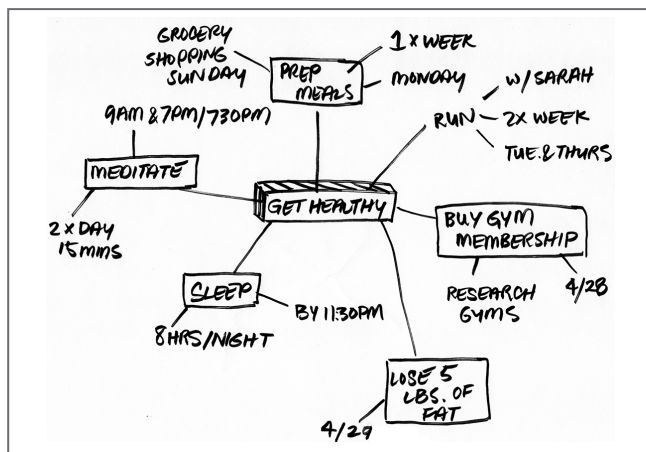 GROCERY
SHOPPING
SUNDAY
PREP
MEALS
1 X WEEK
MONDAY
W/ SARAH
RUN
2X WEEK
TUE. & THURS
9AM & 7PM/730PM
MEDITATE
2 X DAY
15 MINS
GET HEALTHY
BUY GYM
MEMBERSHIP
RESEARCH
GYMS
4/28
SLEEP
BY 11:30PM
8HRS/NIGHT
LOSE 5
LBS. OF
FAT
4/29